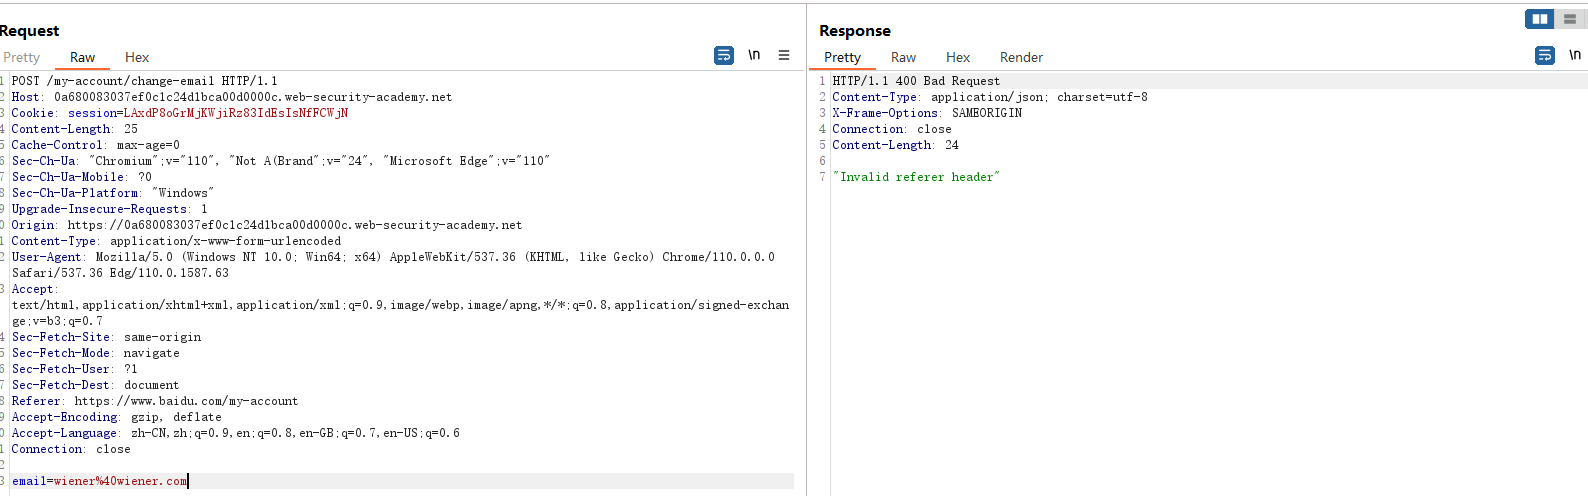 Request
Response
Pretty Raw Hex
\n
Pretty Raw Hex Render
\n
1 POST /my-account/change-email HTTP/1.1
2 Host: 0a680083037ef0c1c24d1bca00d0000c.web-security-academy.net
3 Cookie: session=LAxdP8oGrMjKWjiRz83IdEsIsNfFCWjN
4 Content-Length: 25
5 Cache-Control: max-age=0
6 Sec-Ch-Ua: "Chromium";v="110", "Not A(Brand";v="24", "Microsoft Edge";v="110"
7 Sec-Ch-Ua-Mobile: ?0
8 Sec-Ch-Ua-Platform: "Windows"
9 Upgrade-Insecure-Requests: 1
0 Origin: https://0a680083037ef0c1c24d1bca00d0000c.web-security-academy.net
1 Content-Type: application/x-www-form-urlencoded
2 User-Agent: Mozilla/5.0 (Windows NT 10.0; Win64; x64) AppleWebKit/537.36 (KHTML, like Gecko) Chrome/110.0.0.0
Safari/537.36 Edg/110.0.1587.63
3 Accept:
text/html,application/xhtml+xml,application/xml;q=0.9,image/webp,image/apng,*/*;q=0.8,application/signed-exchan
ge;v=b3;q=0.7
4 Sec-Fetch-Site: same-origin
5 Sec-Fetch-Mode: navigate
6 Sec-Fetch-User: ?1
7 Sec-Fetch-Dest: document
8 Referer: https://www.baidu.com/my-account
9 Accept-Encoding: gzip, deflate
0 Accept-Language: zh-CN,zh;q=0.9,en;q=0.8,en-GB;q=0.7,en-US;q=0.6
1 Connection: close
2
3 email=wiener%40wiener.com
1 HTTP/1.1 400 Bad Request
2 Content-Type: application/json; charset=utf-8
3 X-Frame-Options: SAMEORIGIN
4 Connection: close
5 Content-Length: 24
6
7 "Invalid referer header"